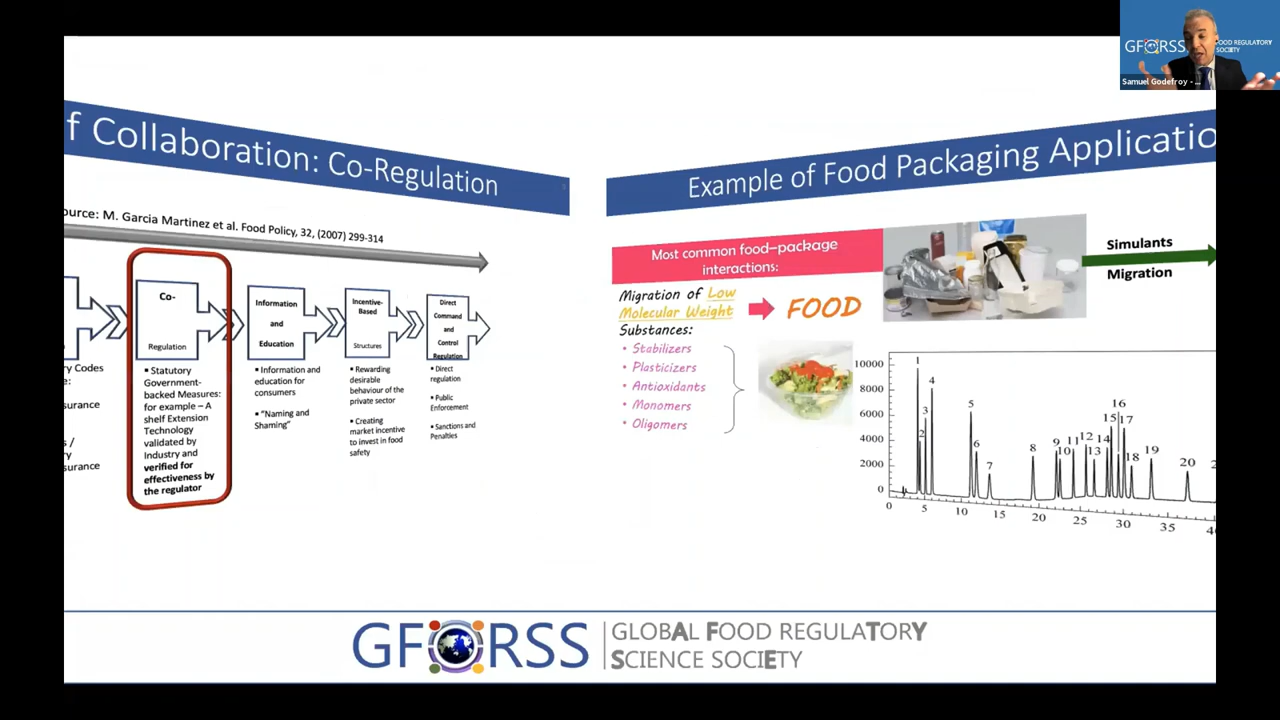 f Collaboration: Co-Regulation
ource: M. Garcia Martinez et al. Food Policy, 32, (2007) 299-314
ry Codes
e:
surance
s /
ry
surance
Co-
Regulation
▪ Statutory
Government-
backed Measures:
for example – A
shelf Extension
Technology
validated by
Industry and
verified for
effectiveness by
the regulator
Information
and
Education
▪ Information and
education for
consumers
▪ "Naming and
Shaming"
Incentive-
Based
Structures
▪ Rewarding
desirable
behaviour of the
private sector
▪ Creating
market incentive
to invest in food
safety
Direct
Command
and
Control
Regulation
▪ Direct
regulation
▪ Public
Enforcement
▪ Sanctions and
Penalties
Example of Food Packaging Applicatio
Most common food–package
interactions:
Migration of Low
Molecular Weight
Substances:
• Stabilizers
• Plasticizers
• Antioxidants
• Monomers
• Oligomers
FOOD
Simulants
Migration
10000
8000
6000
4000
2000
0
1
2
3
4
5
6
7
8
9
10
11
12
13
14
15
16
17
18
19
20
0
5
10
15
20
25
30
35
GFORSS
GLOBAL FOOD REGULATORY
SCIENCE SOCIETY
GFORSS
FOOD REGULATORY
SOCIETY
Samuel Godefroy - ...